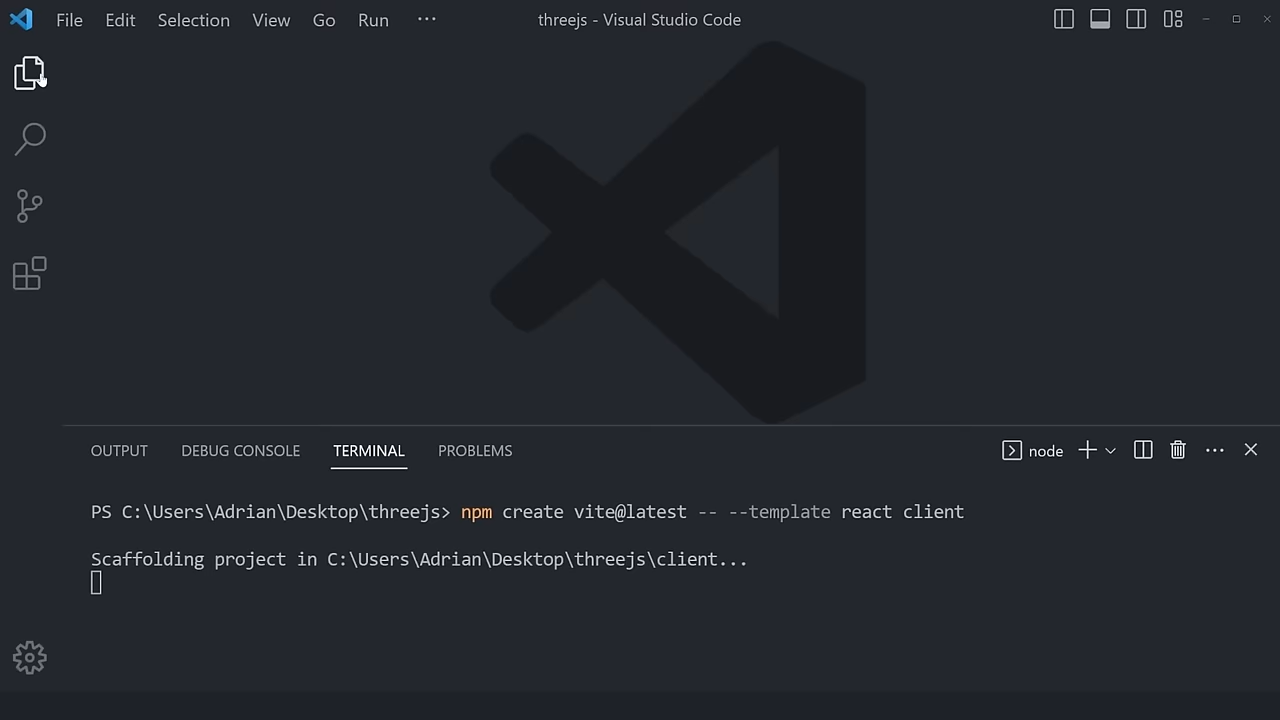 File Edit Selection View Go Run ··· threejs - Visual Studio Code
OUTPUT DEBUG CONSOLE TERMINAL PROBLEMS node
PS C:\Users\Adrian\Desktop\threejs> npm create vite@latest -- --template react client
Scaffolding project in C:\Users\Adrian\Desktop\threejs\client...